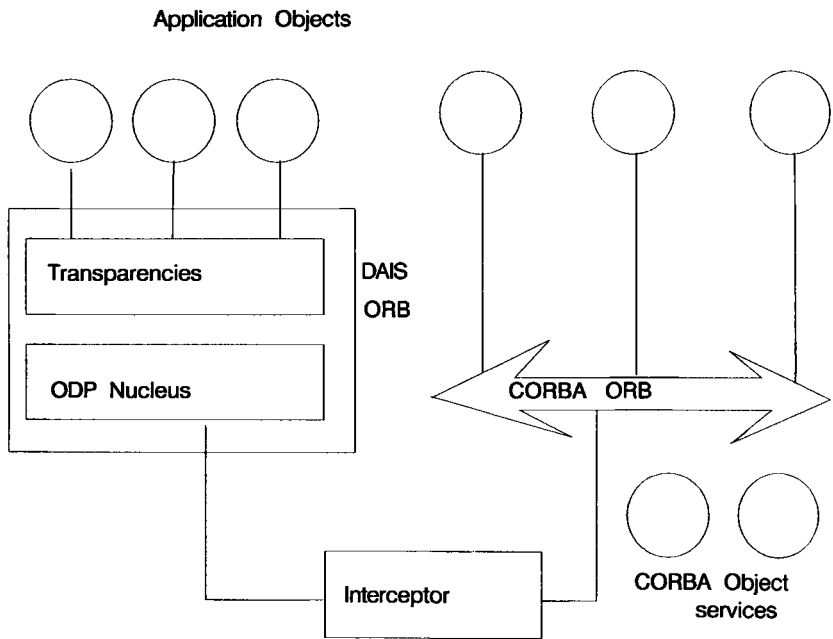 Application Objects
Transparencies
DAIS
ORB
ODP Nucleus
CORBA ORB
Interceptor
CORBA Object
services